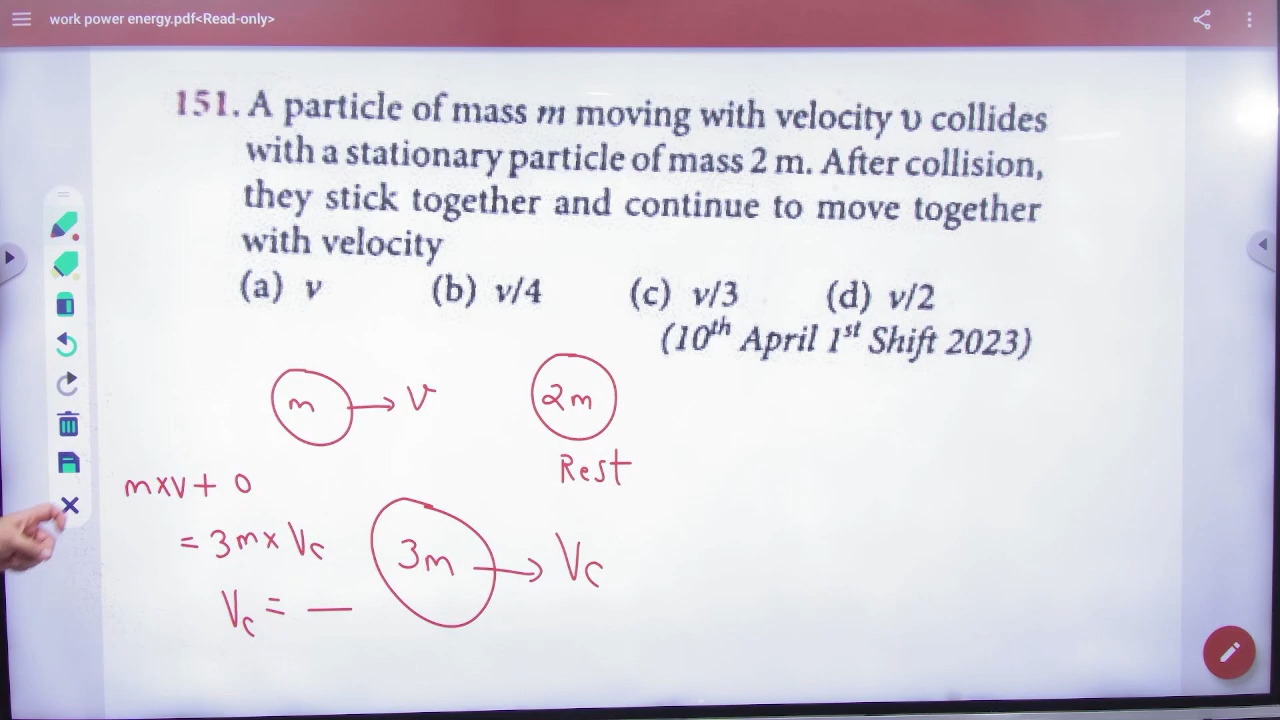 work power energy.pdf<Read-only>
151. A particle of mass m moving with velocity υ collides
with a stationary particle of mass 2 m. After collision,
they stick together and continue to move together
with velocity
(a) v (b) v/4 (c) v/3 (d) v/2
(10th April 1st Shift 2023)
m → V 2m
Rest
m×v + 0
= 3m × Vc
3m → Vc
Vc = —